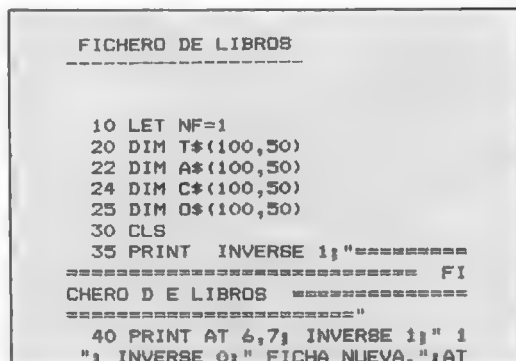 FICHERO DE LIBROS
--------------------
10 LET NF=1
20 DIM T$(100,50)
22 DIM A$(100,50)
24 DIM C$(100,50)
25 DIM O$(100,50)
30 CLS
35 PRINT  INVERSE 1;"=========
============================== FI
CHERO D E LIBROS ==============
========================"
40 PRINT AT 6,7; INVERSE 1;" 1
"; INVERSE 0;" FICHA NUEVA.";AT